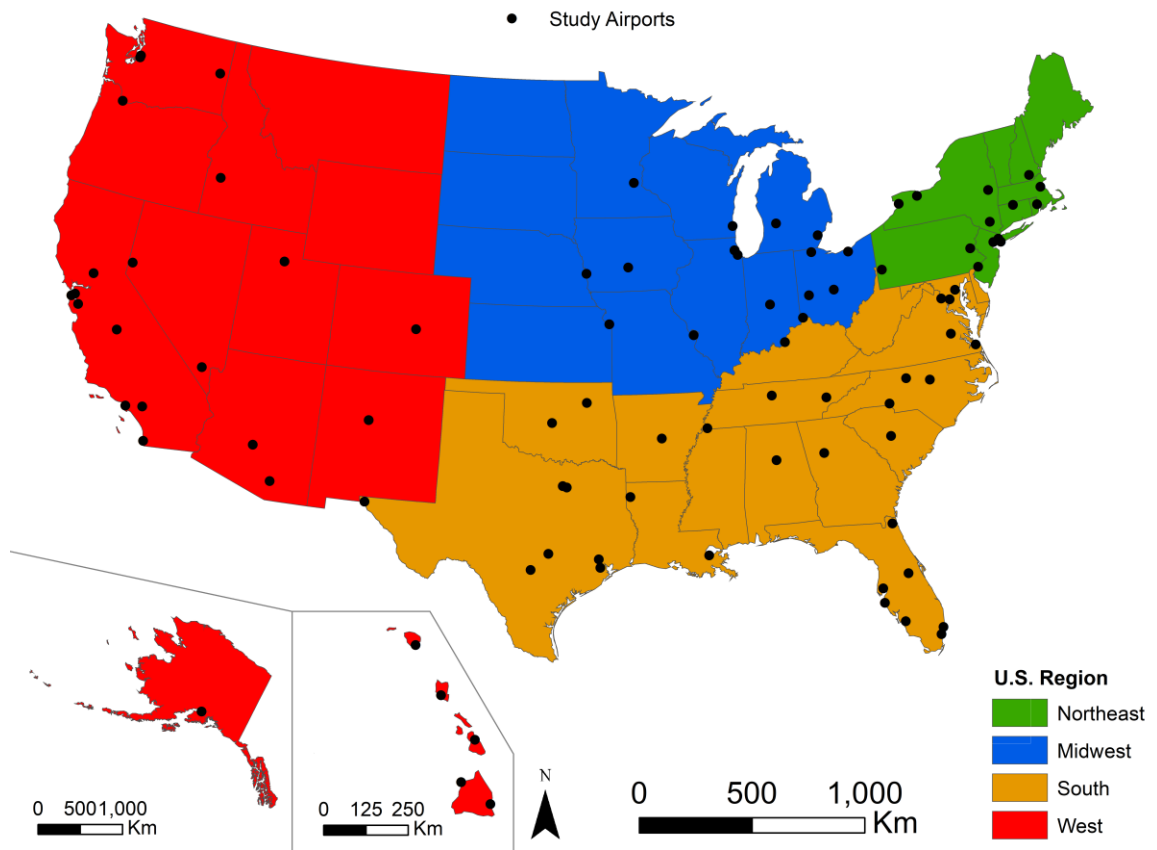 Study Airports
U.S. Region
Northeast
Midwest
South
West
N
0 5001,000
Km
0 125 250
Km
0 500 1,000
Km